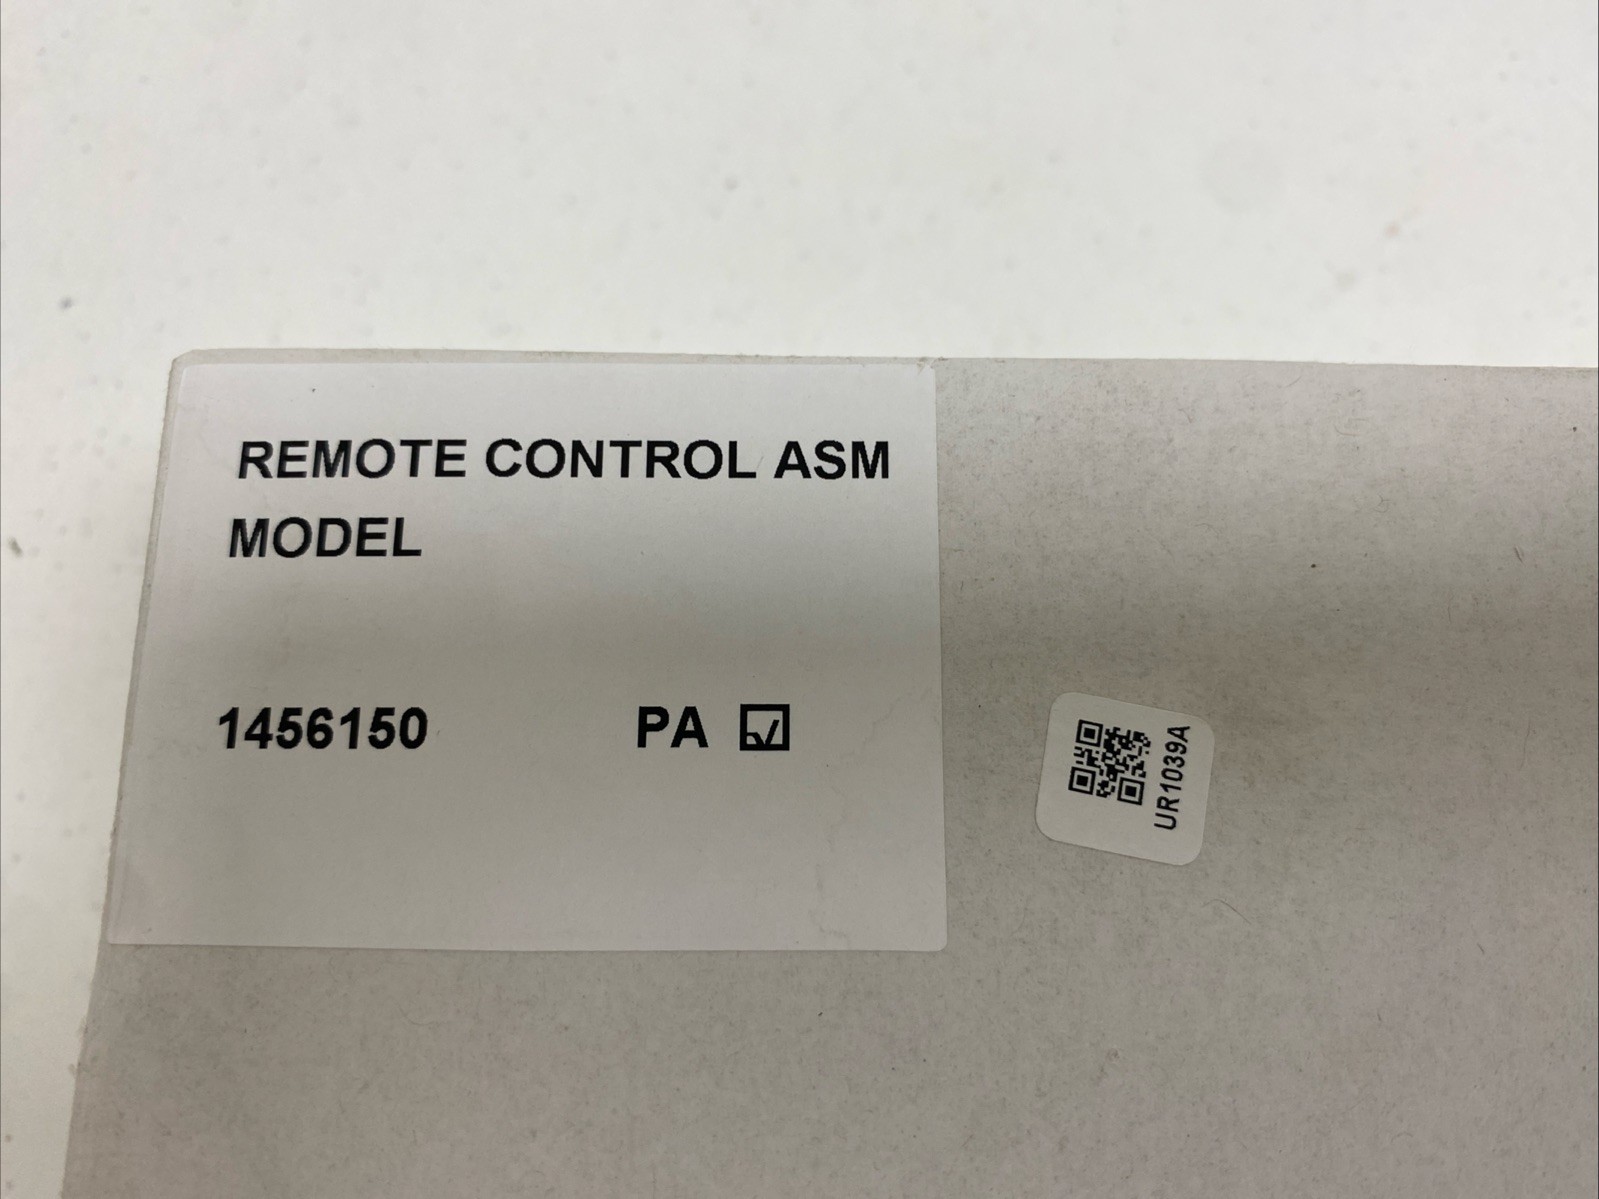 REMOTE CONTROL ASM
MODEL
1456150 PA
UR1039A